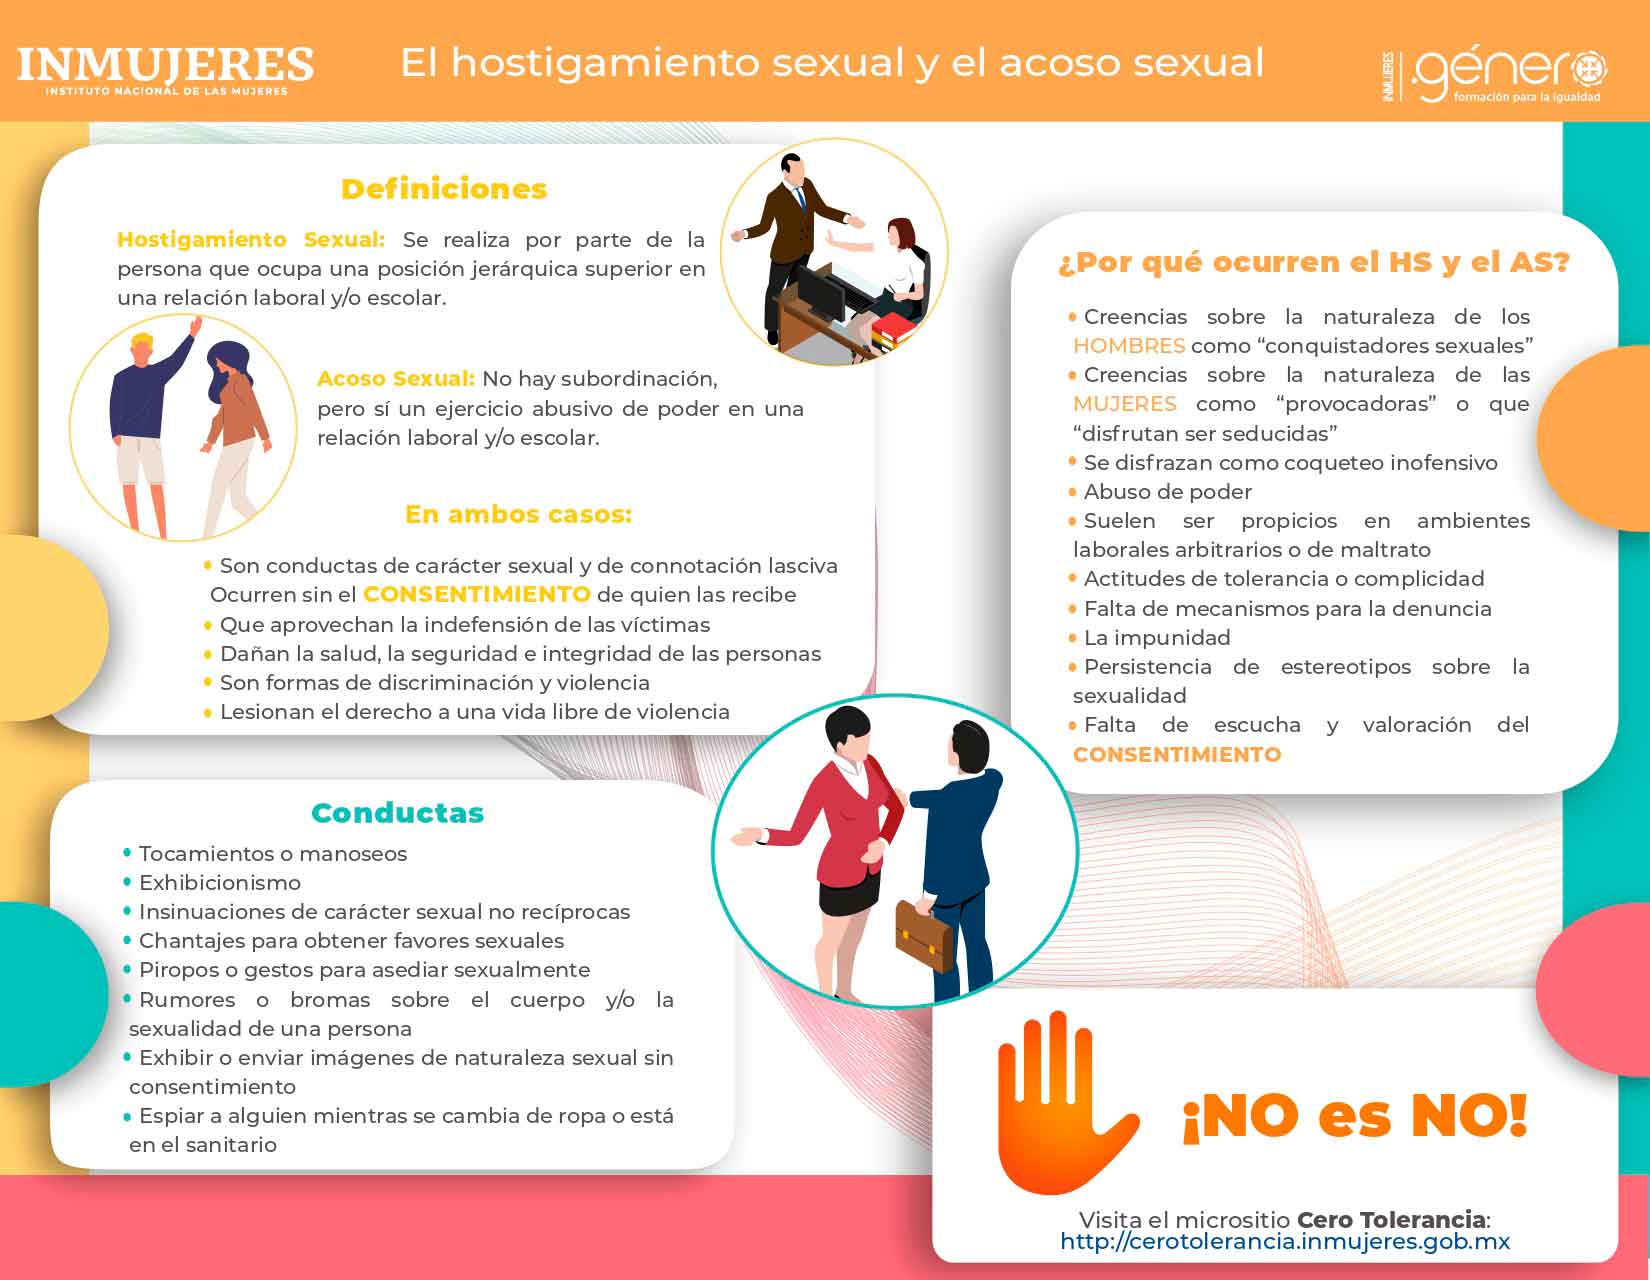 INMUJERES
INSTITUTO NACIONAL DE LAS MUJERES
El hostigamiento sexual y el acoso sexual
INMUJERES
.género
formación para la igualdad
Definiciones
Hostigamiento Sexual: Se realiza por parte de la
persona que ocupa una posición jerárquica superior en
una relación laboral y/o escolar.
Acoso Sexual: No hay subordinación,
pero sí un ejercicio abusivo de poder en una
relación laboral y/o escolar.
En ambos casos:
• Son conductas de carácter sexual y de connotación lasciva
Ocurren sin el CONSENTIMIENTO de quien las recibe
• Que aprovechan la indefensión de las víctimas
• Dañan la salud, la seguridad e integridad de las personas
• Son formas de discriminación y violencia
• Lesionan el derecho a una vida libre de violencia
Conductas
• Tocamientos o manoseos
• Exhibicionismo
• Insinuaciones de carácter sexual no recíprocas
• Chantajes para obtener favores sexuales
• Piropos o gestos para asediar sexualmente
• Rumores o bromas sobre el cuerpo y/o la
sexualidad de una persona
• Exhibir o enviar imágenes de naturaleza sexual sin
consentimiento
• Espiar a alguien mientras se cambia de ropa o está
en el sanitario
¿Por qué ocurren el HS y el AS?
• Creencias sobre la naturaleza de los
HOMBRES como “conquistadores sexuales”
• Creencias sobre la naturaleza de las
MUJERES como “provocadoras” o que
“disfrutan ser seducidas”
• Se disfrazan como coqueteo inofensivo
• Abuso de poder
• Suelen ser propicios en ambientes
laborales arbitrarios o de maltrato
• Actitudes de tolerancia o complicidad
• Falta de mecanismos para la denuncia
• La impunidad
• Persistencia de estereotipos sobre la
sexualidad
• Falta de escucha y valoración del
CONSENTIMIENTO
¡NO es NO!
Visita el micrositio Cero Tolerancia:
http://cerotolerancia.inmujeres.gob.mx